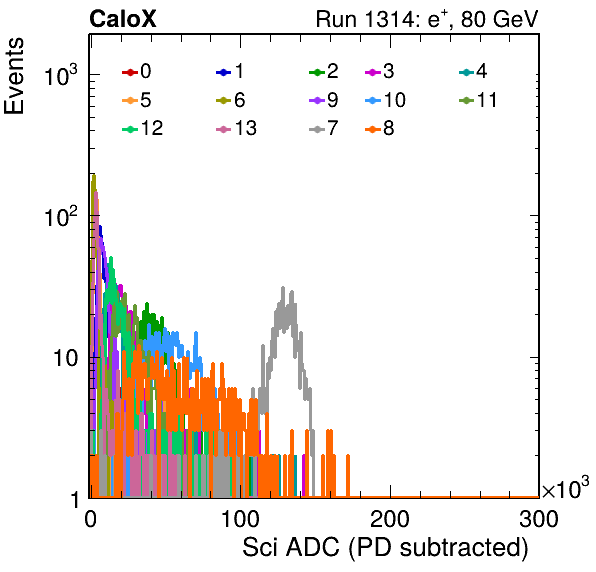 CaloX Run 1314: e⁺, 80 GeV
Events
10³
0 1 2 3 4
5 6 9 10 11
12 13 7 8
10²
10
1
0 100 200 300
×10³
Sci ADC (PD subtracted)